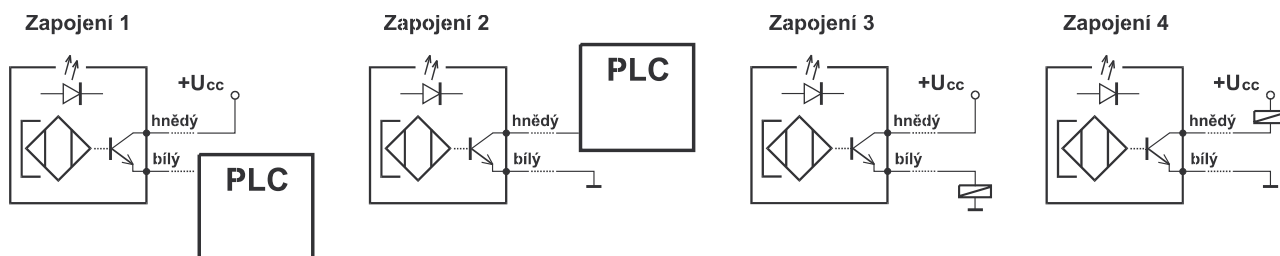 Zapojení 1
+Ucc
hnědý
bílý
PLC
Zapojení 2
PLC
hnědý
bílý
Zapojení 3
+Ucc
hnědý
bílý
Zapojení 4
+Ucc
hnědý
bílý